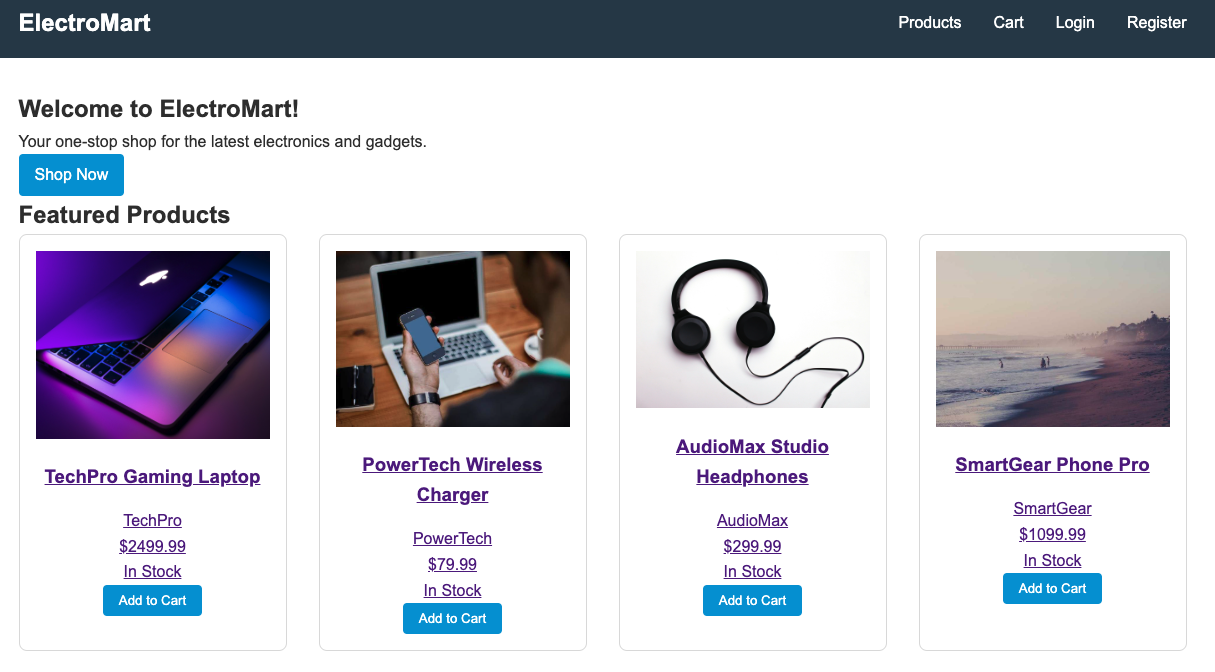 ElectroMart
Products Cart Login Register
Welcome to ElectroMart!
Your one-stop shop for the latest electronics and gadgets.
Shop Now
Featured Products
TechPro Gaming Laptop
TechPro
$2499.99
In Stock
Add to Cart
PowerTech Wireless
Charger
PowerTech
$79.99
In Stock
Add to Cart
AudioMax Studio
Headphones
AudioMax
$299.99
In Stock
Add to Cart
SmartGear Phone Pro
SmartGear
$1099.99
In Stock
Add to Cart